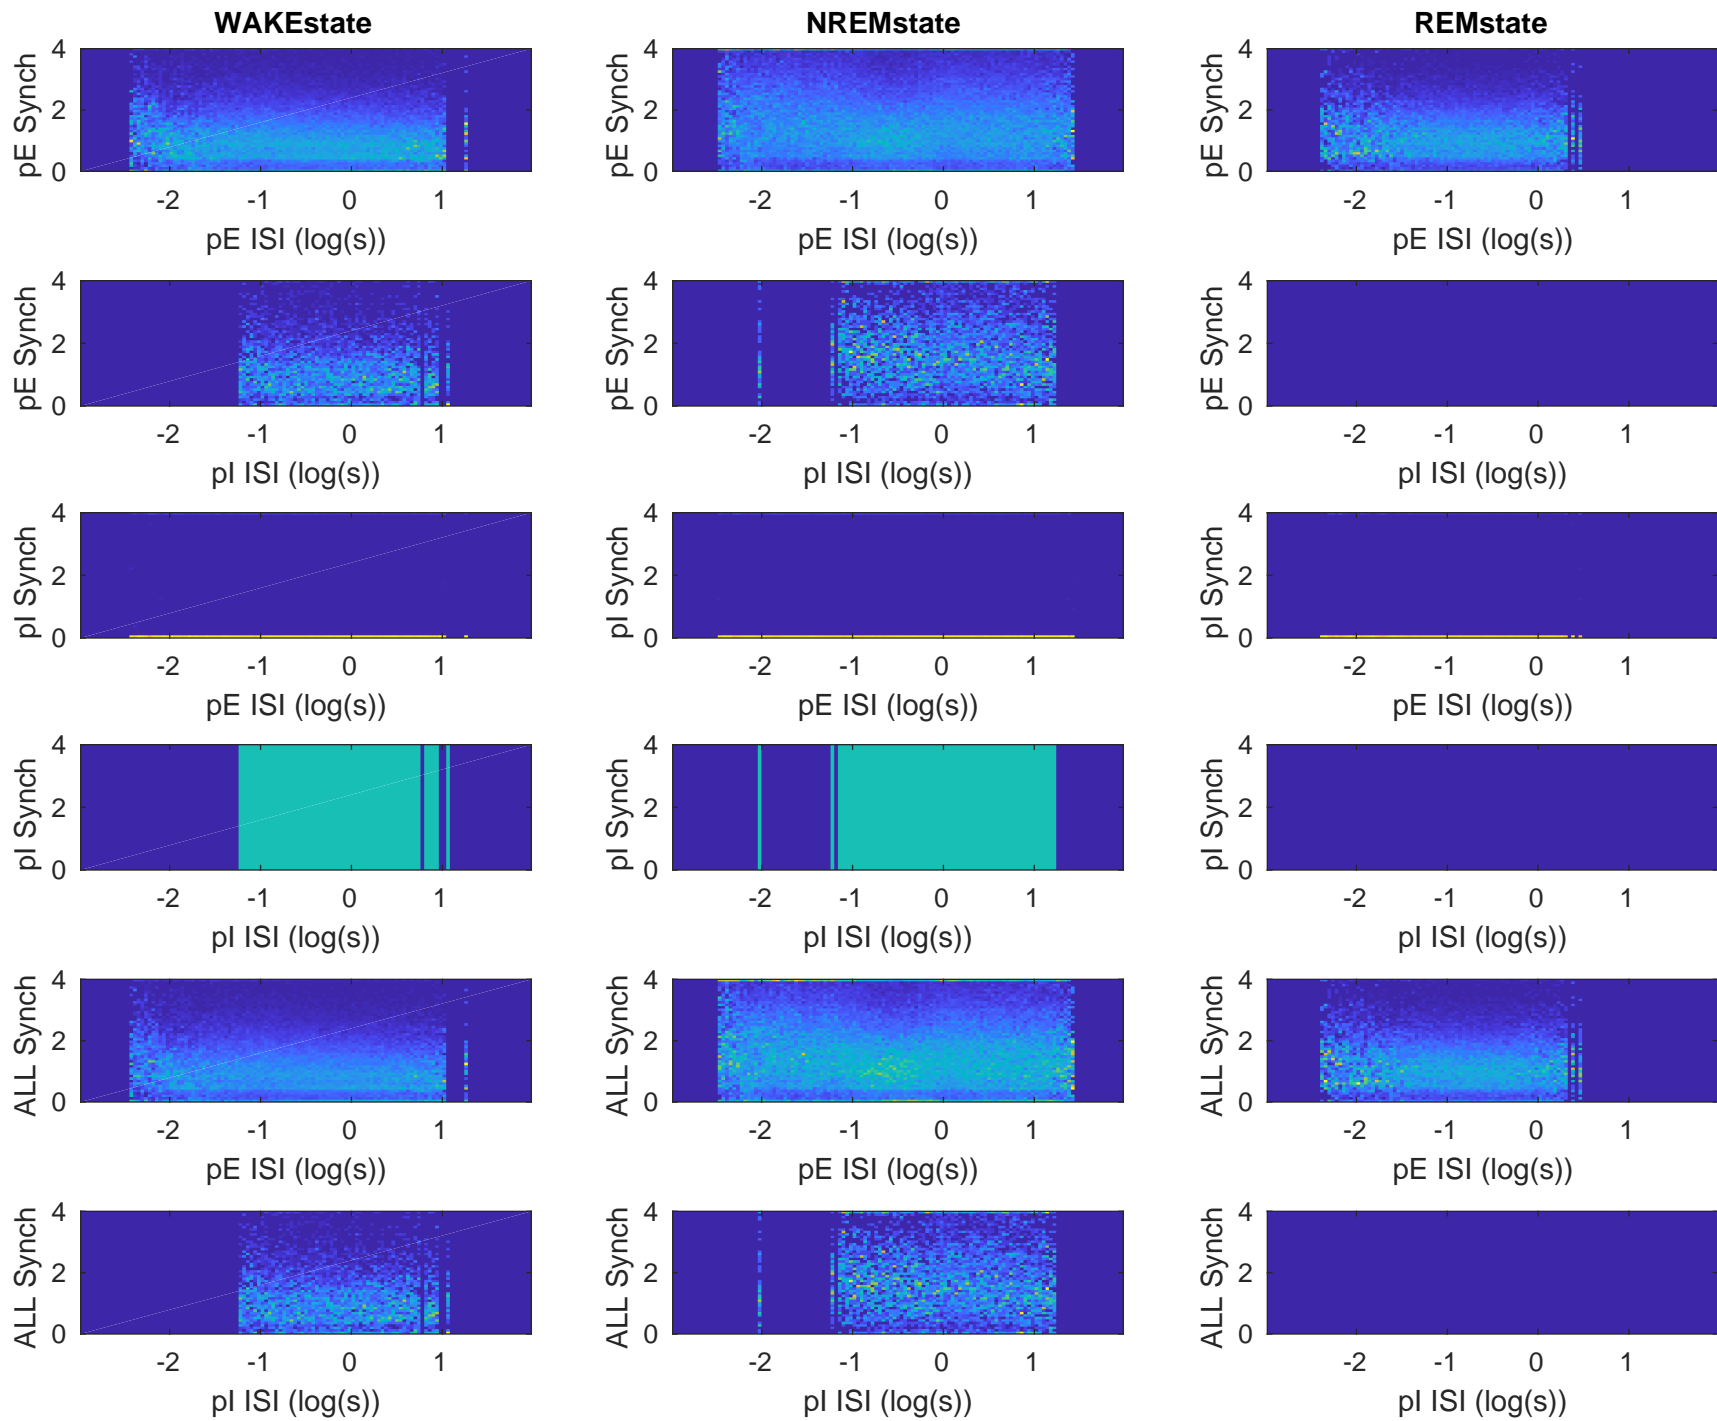 WAKEstate NREMstate REMstate
4 4 4
pE Synch pE Synch pE Synch
2 2 2
0 0 0
-2 -1 0 1 -2 -1 0 1 -2 -1 0 1
pE ISI (log(s)) pE ISI (log(s)) pE ISI (log(s))
4 4 4
pE Synch pE Synch pE Synch
2 2 2
0 0 0
-2 -1 0 1 -2 -1 0 1 -2 -1 0 1
pI ISI (log(s)) pI ISI (log(s)) pI ISI (log(s))
4 4 4
pI Synch pI Synch pI Synch
2 2 2
0 0 0
-2 -1 0 1 -2 -1 0 1 -2 -1 0 1
pE ISI (log(s)) pE ISI (log(s)) pE ISI (log(s))
4 4 4
pI Synch pI Synch pI Synch
2 2 2
0 0 0
-2 -1 0 1 -2 -1 0 1 -2 -1 0 1
pI ISI (log(s)) pI ISI (log(s)) pI ISI (log(s))
4 4 4
ALL Synch ALL Synch ALL Synch
2 2 2
0 0 0
-2 -1 0 1 -2 -1 0 1 -2 -1 0 1
pE ISI (log(s)) pE ISI (log(s)) pE ISI (log(s))
4 4 4
ALL Synch ALL Synch ALL Synch
2 2 2
0 0 0
-2 -1 0 1 -2 -1 0 1 -2 -1 0 1
pI ISI (log(s)) pI ISI (log(s)) pI ISI (log(s))